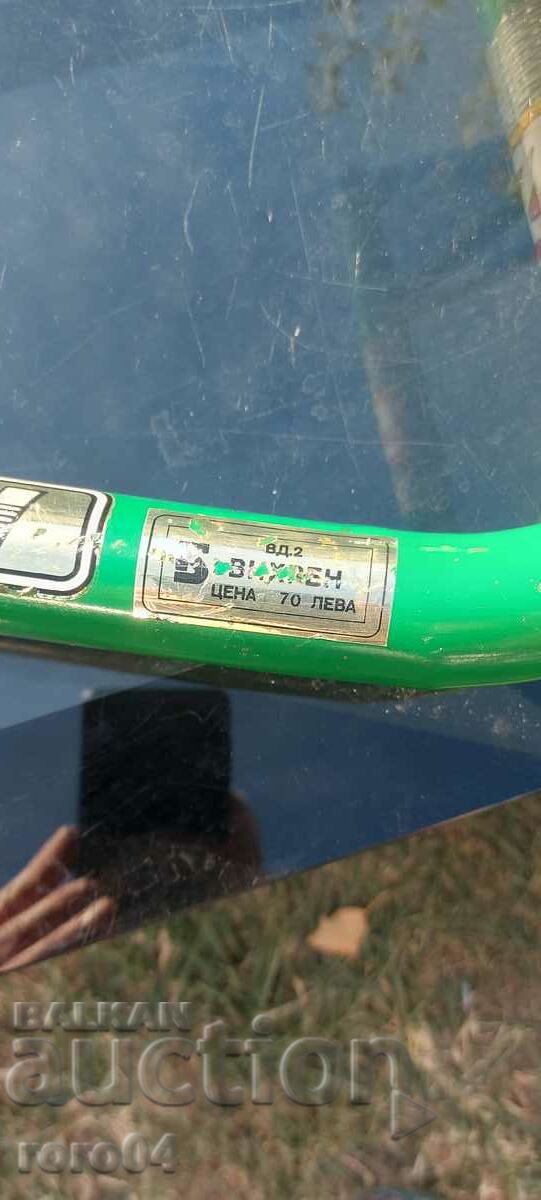 ВД.2
Б-ВИХРЕН
ЦЕНА 70 ЛЕВА
BALKAN
auction
roro04